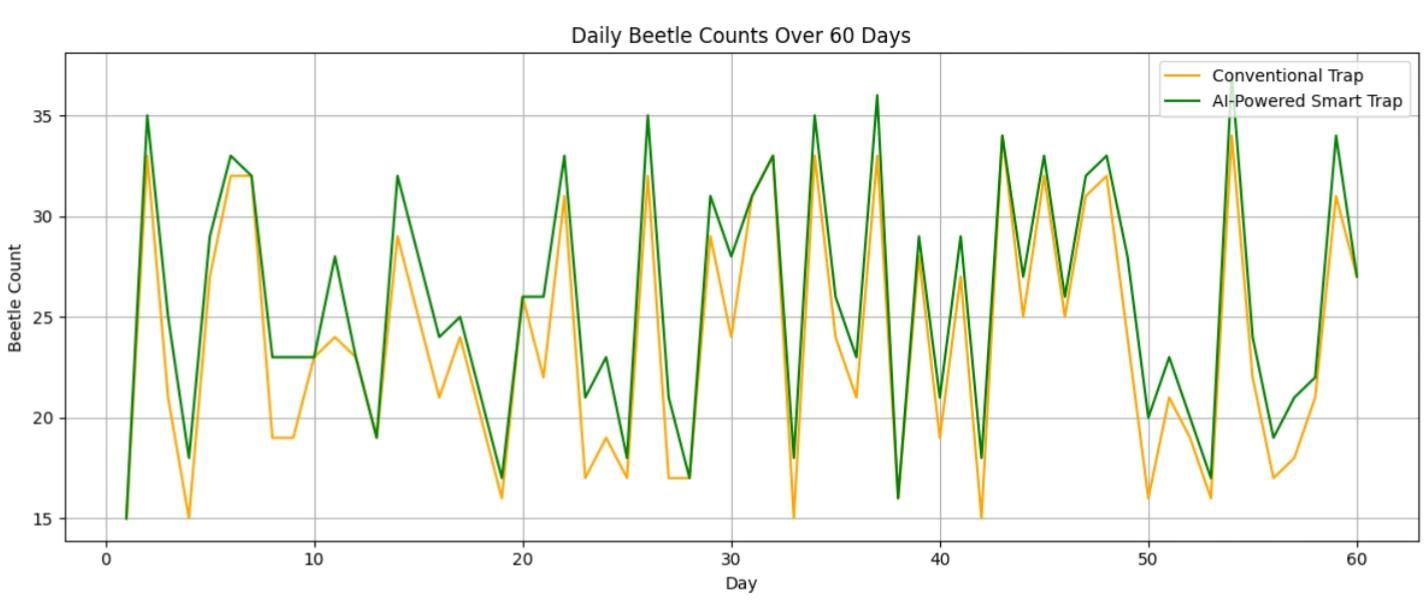 Daily Beetle Counts Over 60 Days
Conventional Trap
AI-Powered Smart Trap
35
30
25
20
15
Beetle Count
0 10 20 30 40 50 60
Day